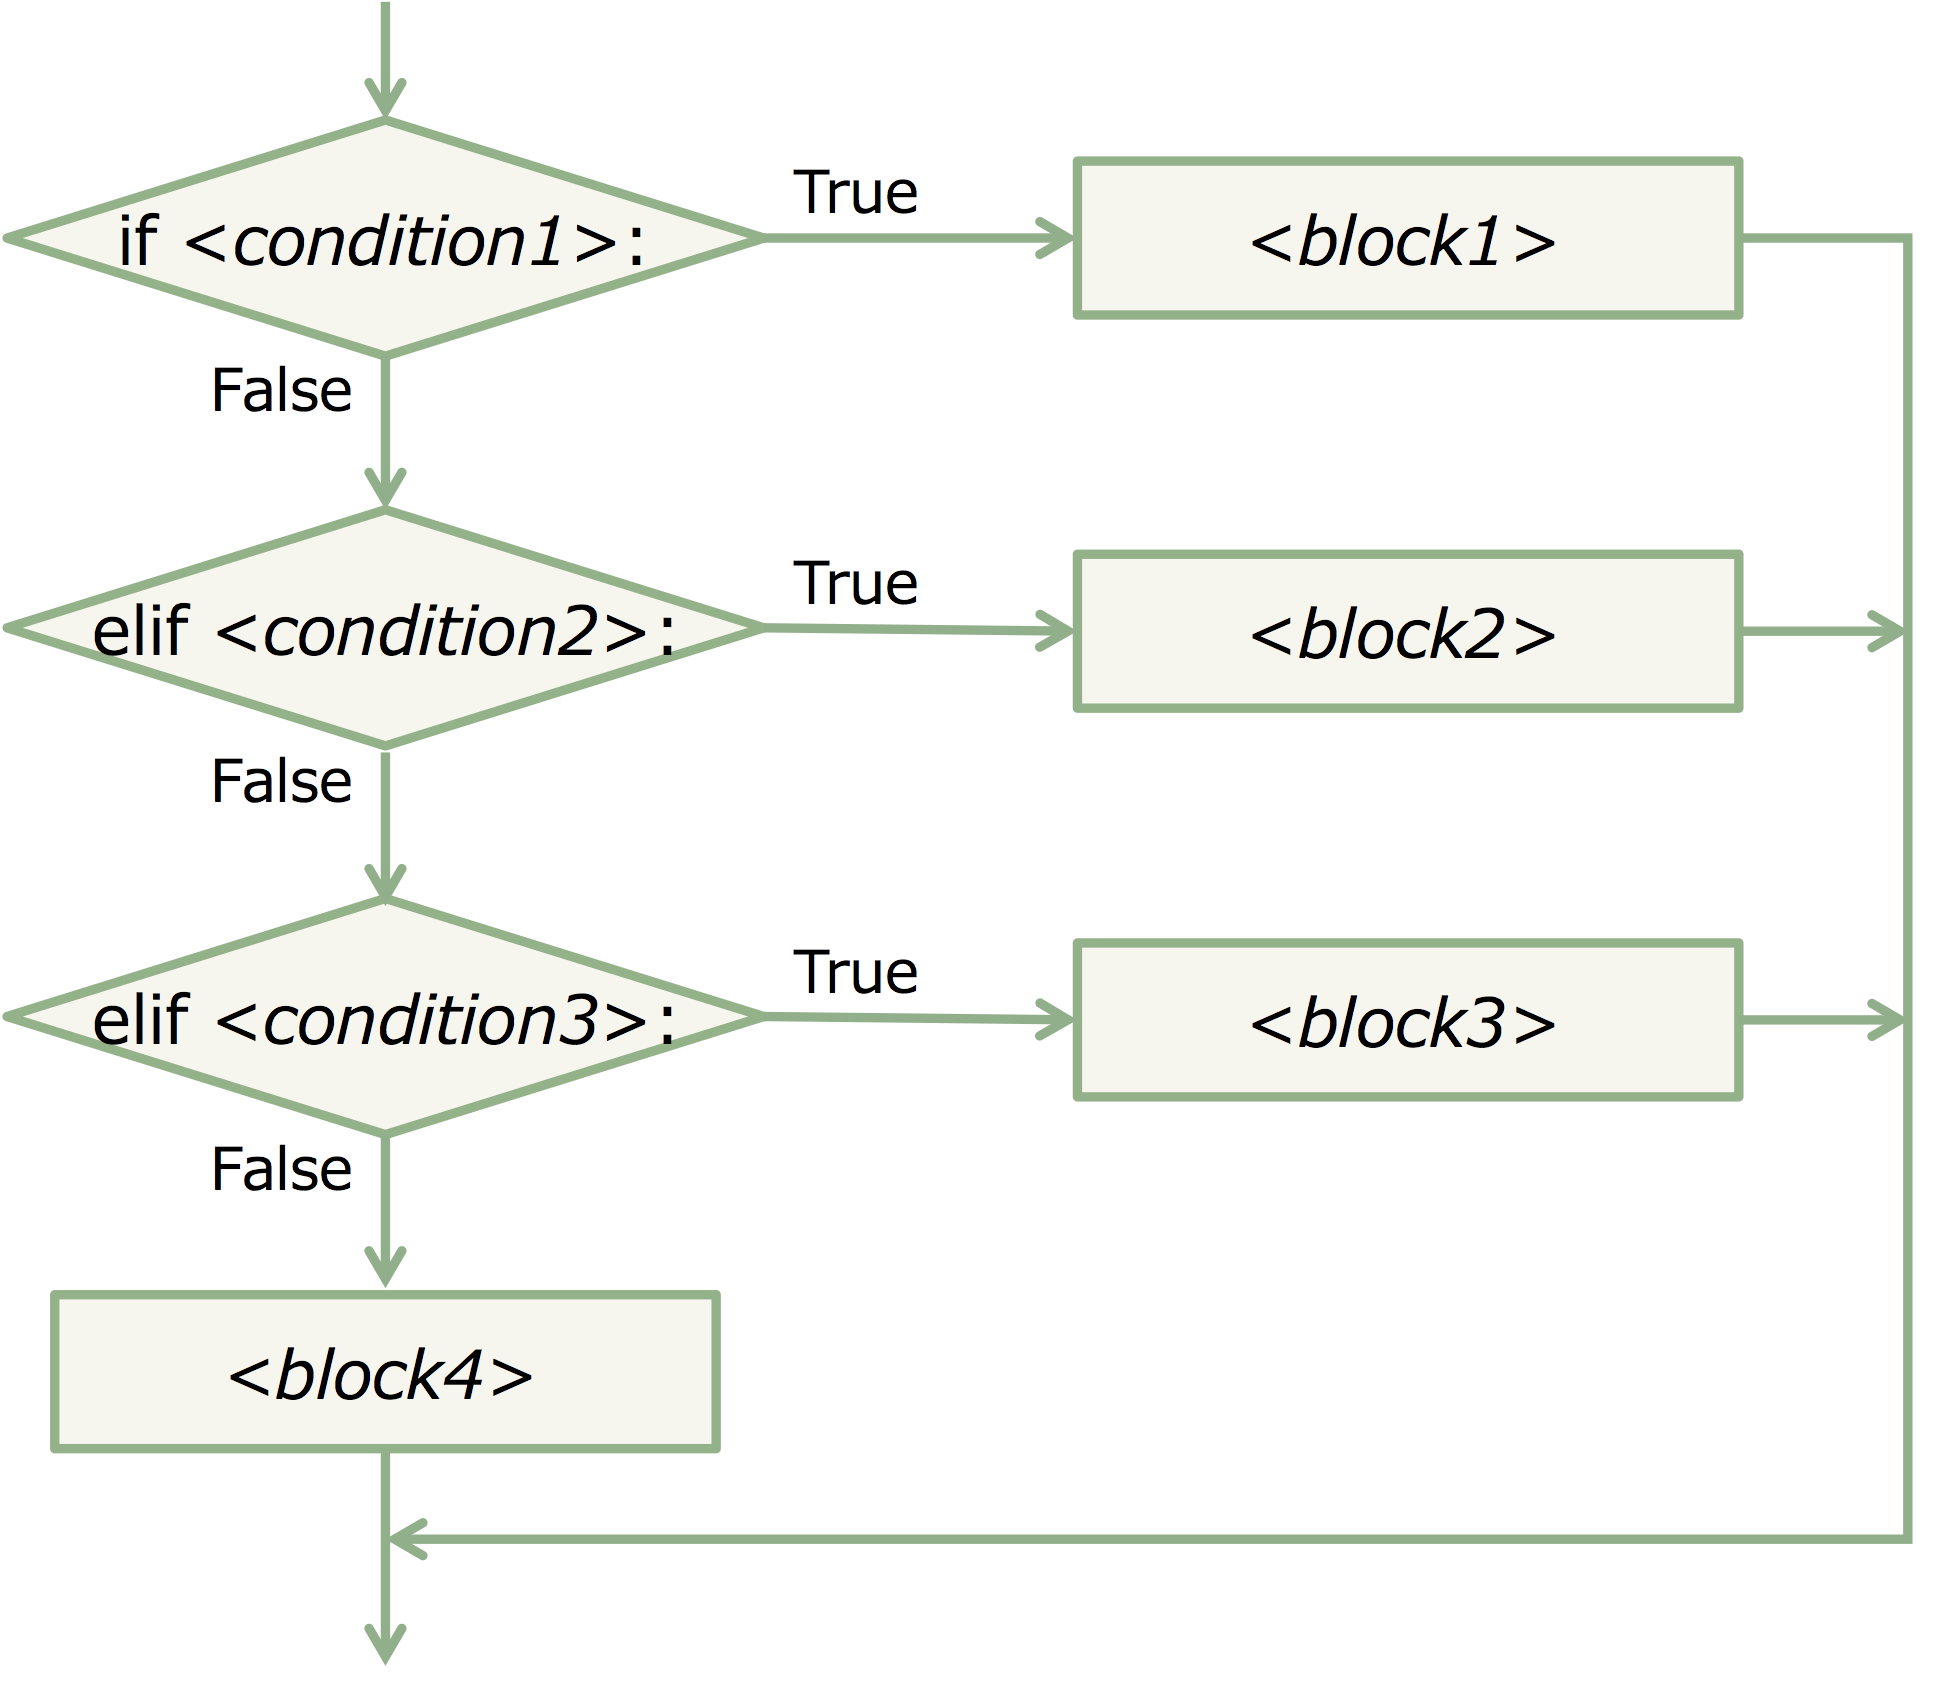 True
if <condition1>:
<block1>
False
True
elif <condition2>:
<block2>
False
True
elif <condition3>:
<block3>
False
<block4>